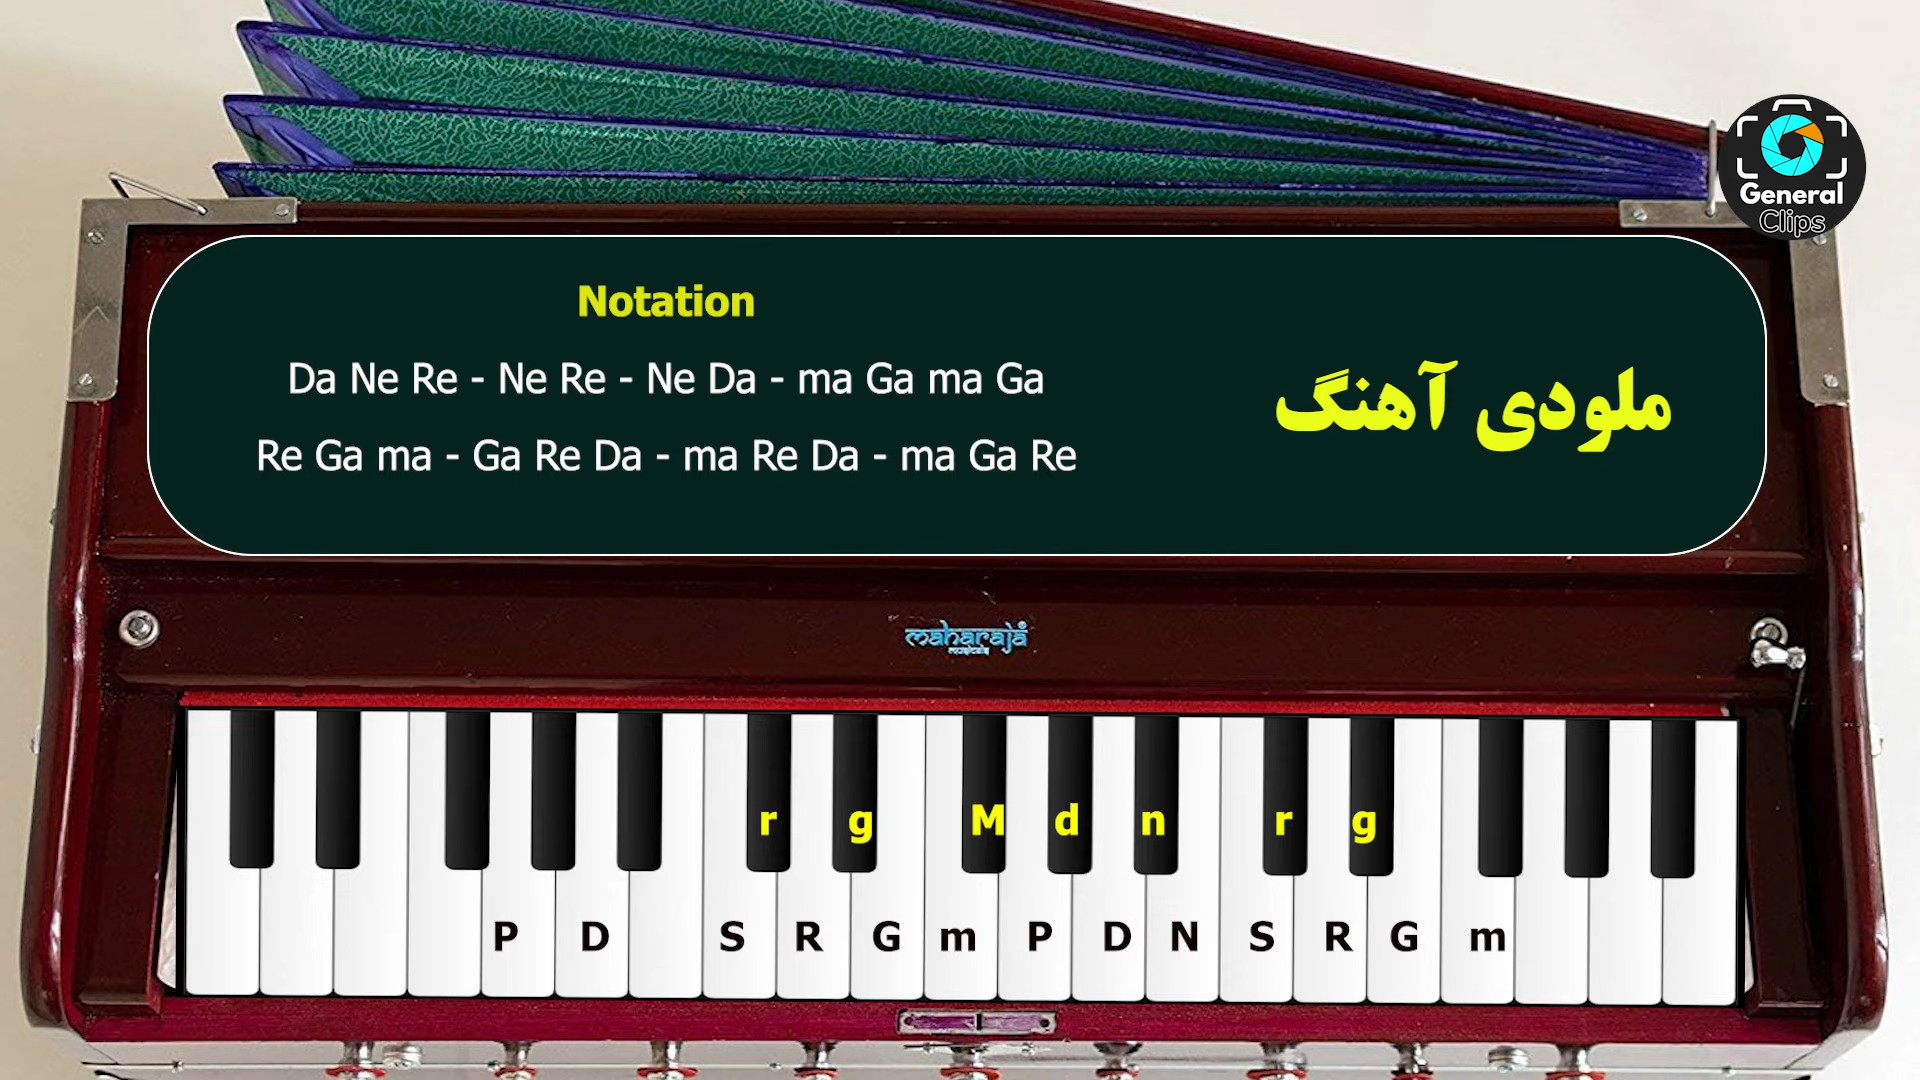 General
Clips
Notation
Da Ne Re - Ne Re - Ne Da - ma Ga ma Ga
Re Ga ma - Ga Re Da - ma Re Da - ma Ga Re
ملودی آهنگ
maharaja
musicals
r g M d n r g
P D S R G m P D N S R G m